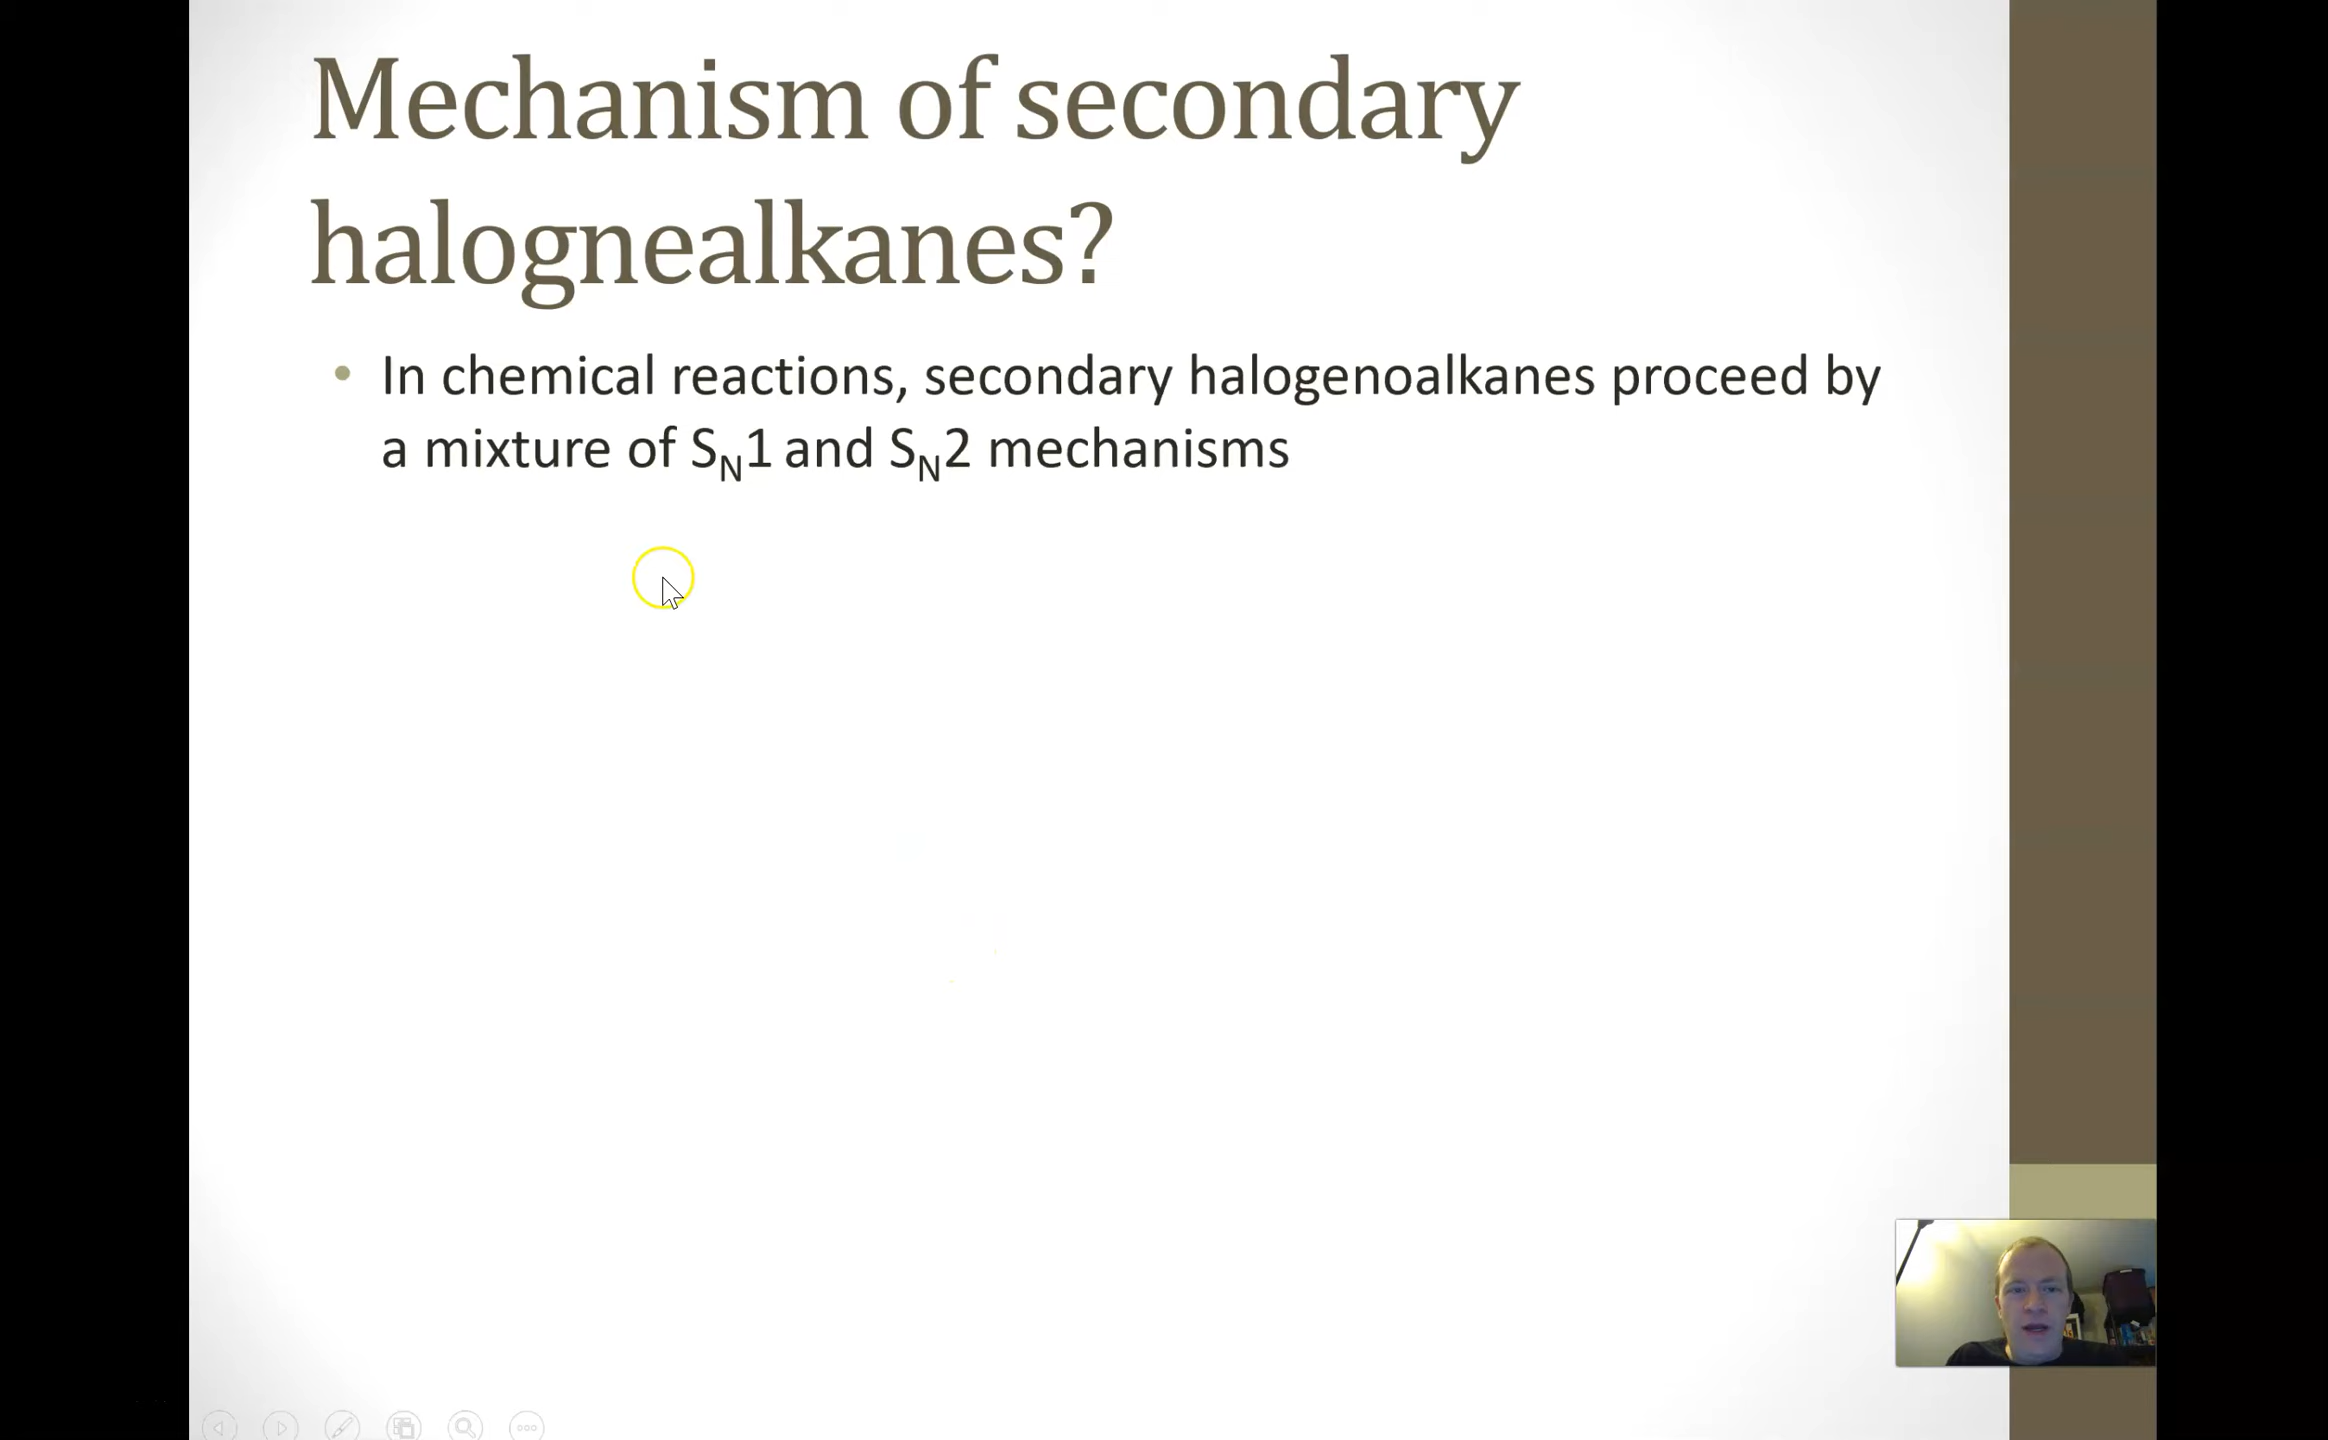 Mechanism of secondary
halognealkanes?
• In chemical reactions, secondary halogenoalkanes proceed by
a mixture of SN1 and SN2 mechanisms